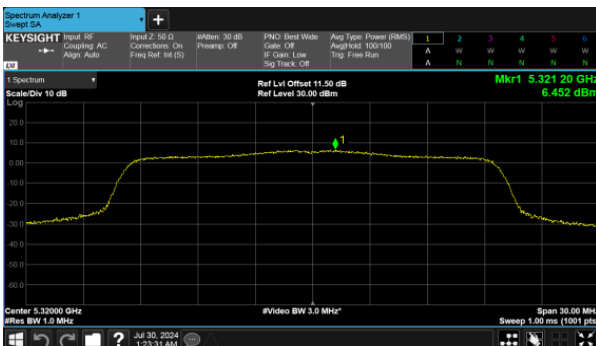 Spectrum Analyzer 1
Swept SA
+
KEYSIGHT
Input: RF
Coupling: AC
Align: Auto
Input Z: 50 Ω
Corrections: On
Freq Ref: Int (S)
#Atten: 30 dB
Preamp: Off
PNO: Best Wide
Gate: Off
IF Gain: Low
Sig Track: Off
Avg Type: Power (RMS)
Avg|Hold: 100/100
Trig: Free Run
1 2 3 4 5 6
A W W W W W
A N N N N N
LXI
1 Spectrum
Scale/Div 10 dB
Ref Lvl Offset 11.50 dB
Ref Level 30.00 dBm
Mkr1 5.321 20 GHz
6.452 dBm
Log
20.0
10.0
0.00
-10.0
-20.0
-30.0
-40.0
-50.0
-60.0
1
Center 5.32000 GHz
#Res BW 1.0 MHz
#Video BW 3.0 MHz*
Span 30.00 MHz
Sweep 1.00 ms (1001 pts)
?
Jul 30, 2024
1:23:31 AM